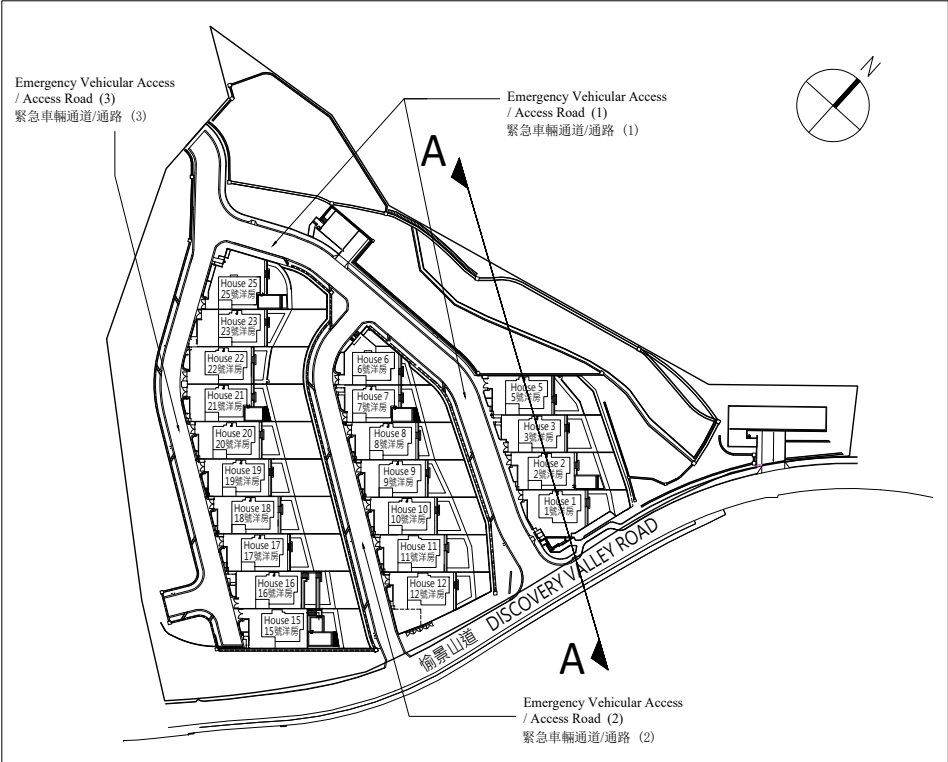 Emergency Vehicular Access
/ Access Road (3)
緊急車輛通道/通路 (3)
Emergency Vehicular Access
/ Access Road (1)
緊急車輛通道/通路 (1)
N
A
House 25
25號洋房
House 23
23號洋房
House 22
22號洋房
House 21
21號洋房
House 20
20號洋房
House 19
19號洋房
House 18
18號洋房
House 17
17號洋房
House 16
16號洋房
House 15
15號洋房
House 6
6號洋房
House 7
7號洋房
House 8
8號洋房
House 9
9號洋房
House 10
10號洋房
House 11
11號洋房
House 12
12號洋房
House 5
5號洋房
House 3
3號洋房
House 2
2號洋房
House 1
1號洋房
愉景山道 DISCOVERY VALLEY ROAD
A
Emergency Vehicular Access
/ Access Road (2)
緊急車輛通道/通路 (2)